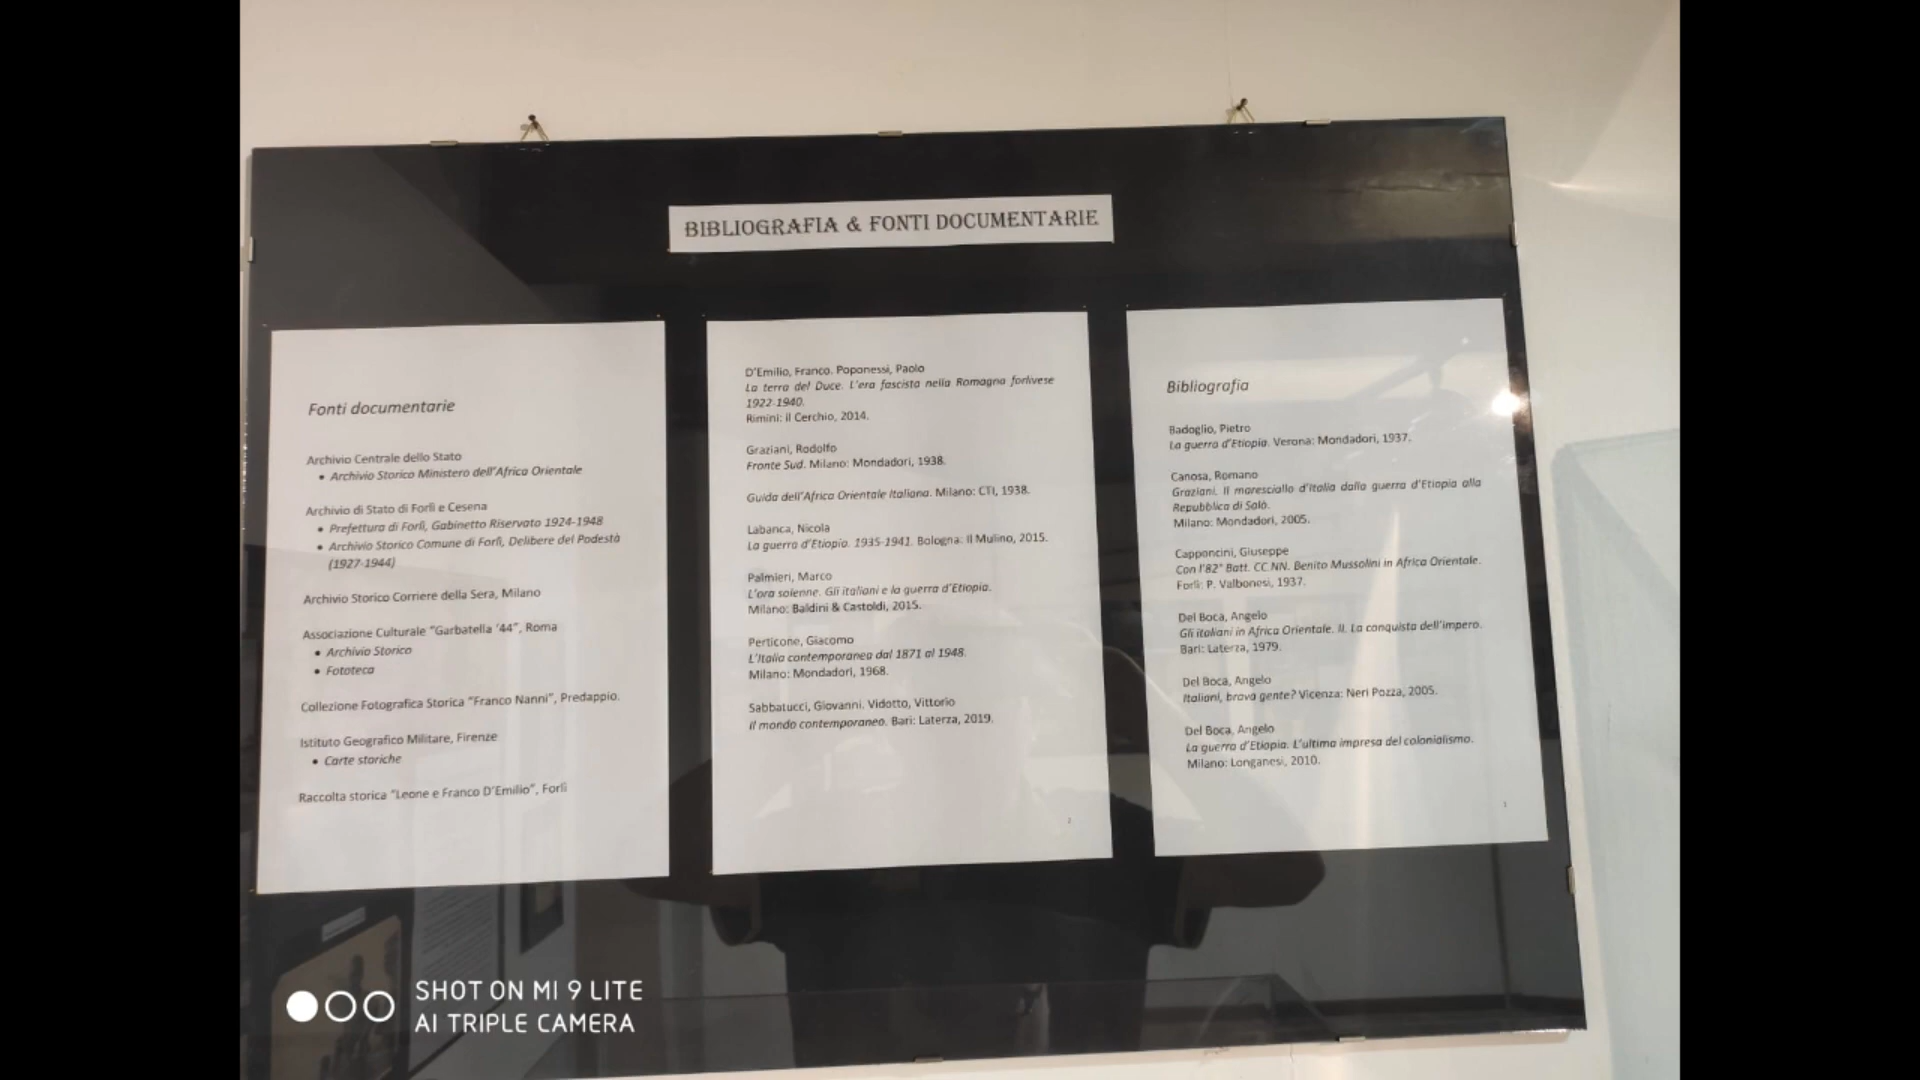 BIBLIOGRAFIA & FONTI DOCUMENTARIE
Fonti documentarie
Archivio Centrale dello Stato
• Archivio Storico Ministero dell'Africa Orientale
Archivio di Stato di Forlì e Cesena
• Prefettura di Forlì, Gabinetto Riservato 1924-1948
• Archivio Storico Comune di Forlì, Delibere del Podestà
(1927-1944)
Archivio Storico Corriere della Sera, Milano
Associazione Culturale "Garbatella '44", Roma
• Archivio Storico
• Fototeca
Collezione Fotografica Storica "Franco Nanni", Predappio.
Istituto Geografico Militare, Firenze
• Carte storiche
Raccolta storica "Leone e Franco D'Emilio", Forlì
D'Emilio, Franco. Poponessi, Paolo
La terra del Duce. L'era fascista nella Romagna forlivese
1922-1940.
Rimini: il Cerchio, 2014.
Graziani, Rodolfo
Fronte Sud. Milano: Mondadori, 1938.
Guida dell'Africa Orientale Italiana. Milano: CTI, 1938.
Labanca, Nicola
La guerra d'Etiopia. 1935-1941. Bologna: Il Mulino, 2015.
Palmieri, Marco
L'ora solenne. Gli italiani e la guerra d'Etiopia.
Milano: Baldini & Castoldi, 2015.
Perticone, Giacomo
L'Italia contemporanea dal 1871 al 1948.
Milano: Mondadori, 1968.
Sabbatucci, Giovanni. Vidotto, Vittorio
Il mondo contemporaneo. Bari: Laterza, 2019.
2
Bibliografia
Badoglio, Pietro
La guerra d'Etiopia. Verona: Mondadori, 1937.
Canosa, Romano
Graziani. Il maresciallo d'Italia dalla guerra d'Etiopia alla
Repubblica di Salò.
Milano: Mondadori, 2005.
Capponcini, Giuseppe
Con l'82° Batt. CC.NN. Benito Mussolini in Africa Orientale.
Forlì: P. Valbonesi, 1937.
Del Boca, Angelo
Gli italiani in Africa Orientale. II. La conquista dell'impero.
Bari: Laterza, 1979.
Del Boca, Angelo
Italiani, brava gente? Vicenza: Neri Pozza, 2005.
Del Boca, Angelo
La guerra d'Etiopia. L'ultima impresa del colonialismo.
Milano: Longanesi, 2010.
1
SHOT ON MI 9 LITE
AI TRIPLE CAMERA